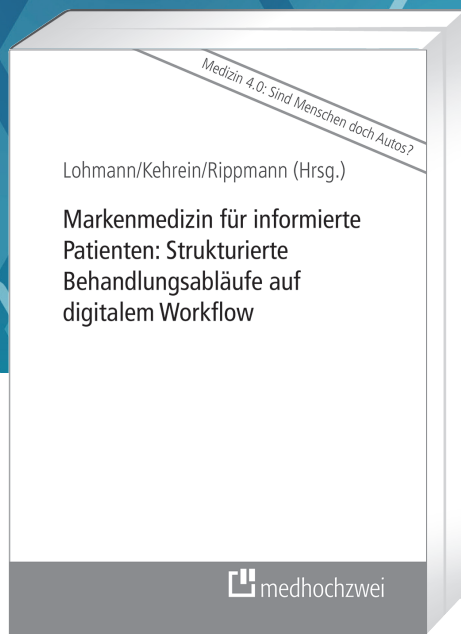 Medizin 4.0: Sind Menschen doch Autos?
Lohmann/Kehrein/Rippmann (Hrsg.)
Markenmedizin für informierte
Patienten: Strukturierte
Behandlungsabläufe auf
digitalem Workflow
medhochzwei